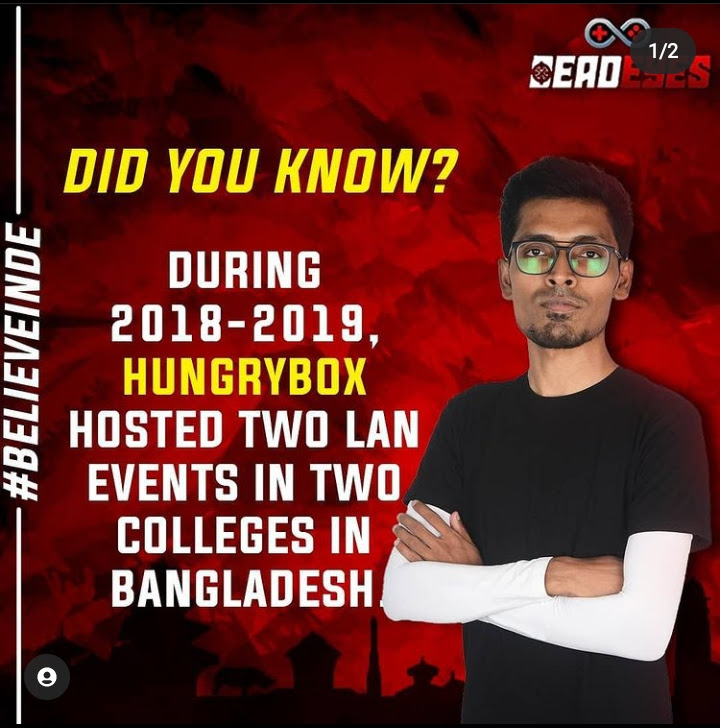 1/2
DEADEYES
DID YOU KNOW?
#BELIEVEINDE
DURING
2018-2019,
HUNGRYBOX
HOSTED TWO LAN
EVENTS IN TWO
COLLEGES IN
BANGLADESH.